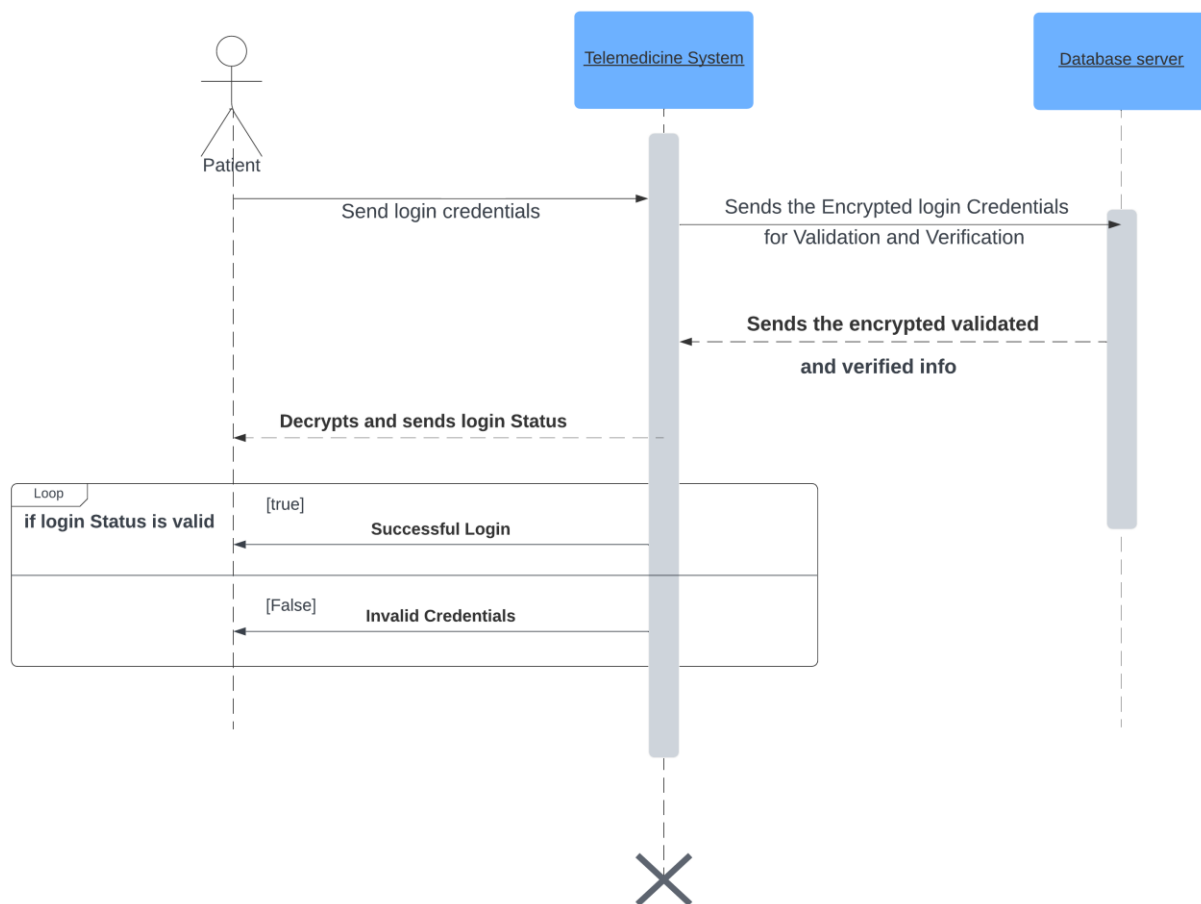 Telemedicine System
Database server
Patient
Send login credentials
Sends the Encrypted login Credentials
for Validation and Verification
Sends the encrypted validated
and verified info
Decrypts and sends login Status
Loop
[true]
if login Status is valid
Successful Login
[False]
Invalid Credentials